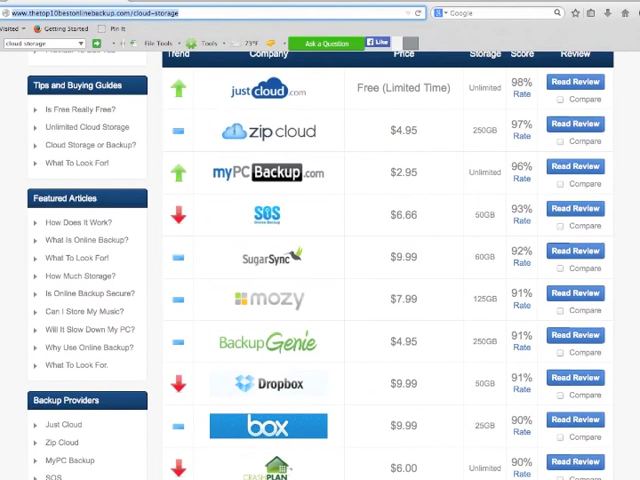 www.thetop10bestonlinebackup.com/cloud-storage
Google
Visited
Getting Started
Pin It
cloud storage
File Tools
Tools
73°F
Ask a Question
Like
Trend Company Price Storage Score Review
Tips and Buying Guides
Is Free Really Free?
Unlimited Cloud Storage
Cloud Storage or Backup?
What To Look For!
Featured Articles
How Does It Work?
What Is Online Backup?
What To Look For!
How Much Storage?
Is Online Backup Secure?
Can I Store My Music?
Will It Slow Down My PC?
Why Use Online Backup?
What To Look For.
Backup Providers
Just Cloud
Zip Cloud
MyPC Backup
SOS
justcloud.com Free (Limited Time) Unlimited 98% Rate Read Review
Compare
zipcloud $4.95 250GB 97% Rate Read Review
Compare
myPCBackup.com $2.95 Unlimited 96% Rate Read Review
Compare
SOS Online Backup $6.66 50GB 93% Rate Read Review
Compare
SugarSync $9.99 60GB 92% Rate Read Review
Compare
mozy $7.99 125GB 91% Rate Read Review
Compare
Backup Genie $4.95 250GB 91% Rate Read Review
Compare
Dropbox $9.99 50GB 91% Rate Read Review
Compare
box $9.99 25GB 90% Rate Read Review
Compare
CRASHPLAN $6.00 Unlimited 90% Rate Read Review
Compare